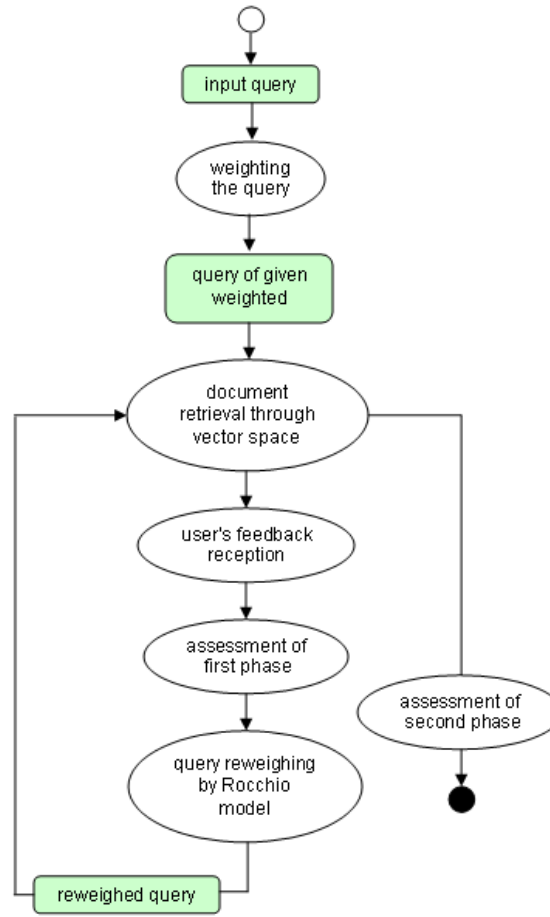 input query
weighting
the query
query of given
weighted
document
retrieval through
vector space
user's feedback
reception
assessment of
first phase
assessment of
second phase
query reweighing
by Rocchio
model
reweighed query